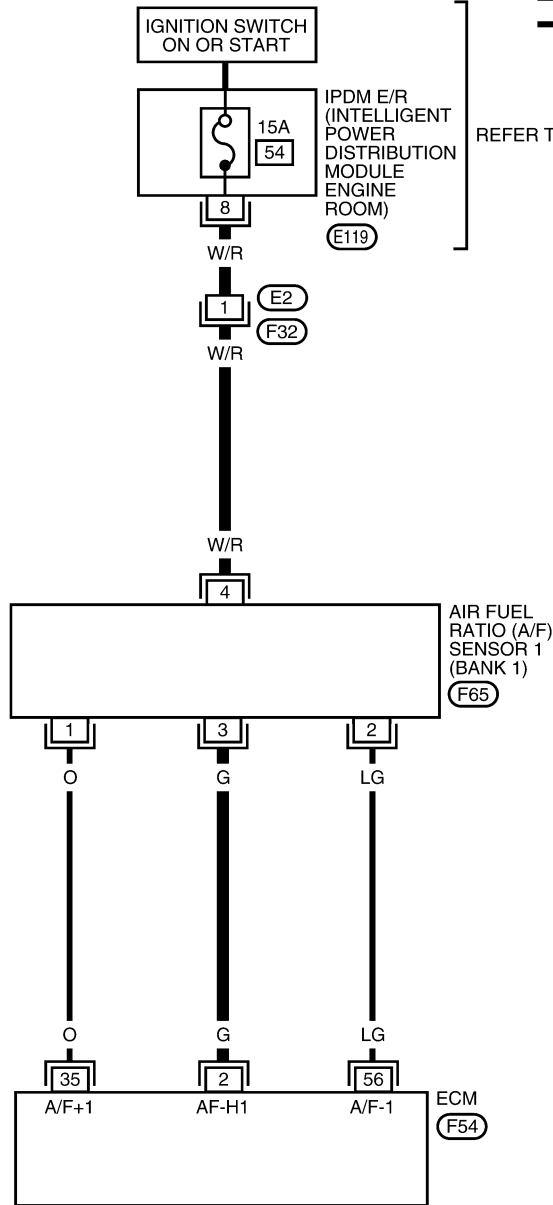 IGNITION SWITCH
ON OR START
IPDM E/R
(INTELLIGENT
POWER
DISTRIBUTION
MODULE
ENGINE
ROOM)
15A
54
REFER T
8
E119
W/R
1
E2
F32
W/R
W/R
4
AIR FUEL
RATIO (A/F)
SENSOR 1
(BANK 1)
F65
1 3 2
O G LG
O G LG
35 2 56
A/F+1 AF-H1 A/F-1
ECM
F54